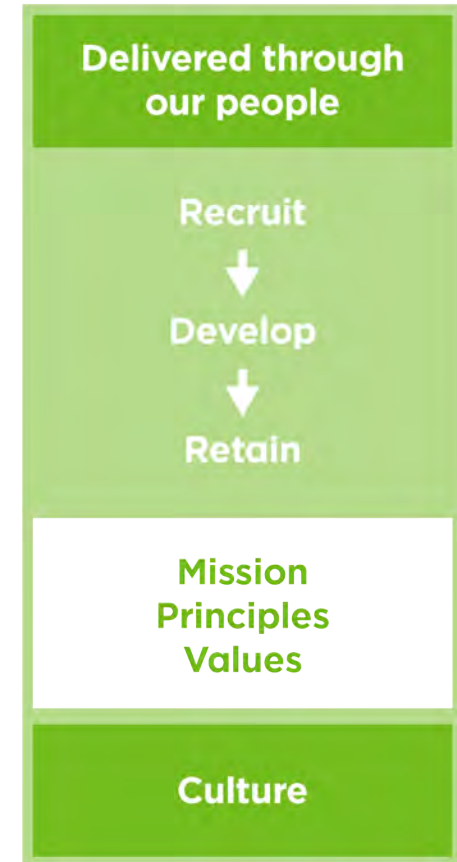 Delivered through
our people
Recruit
Develop
Retain
Mission
Principles
Values
Culture